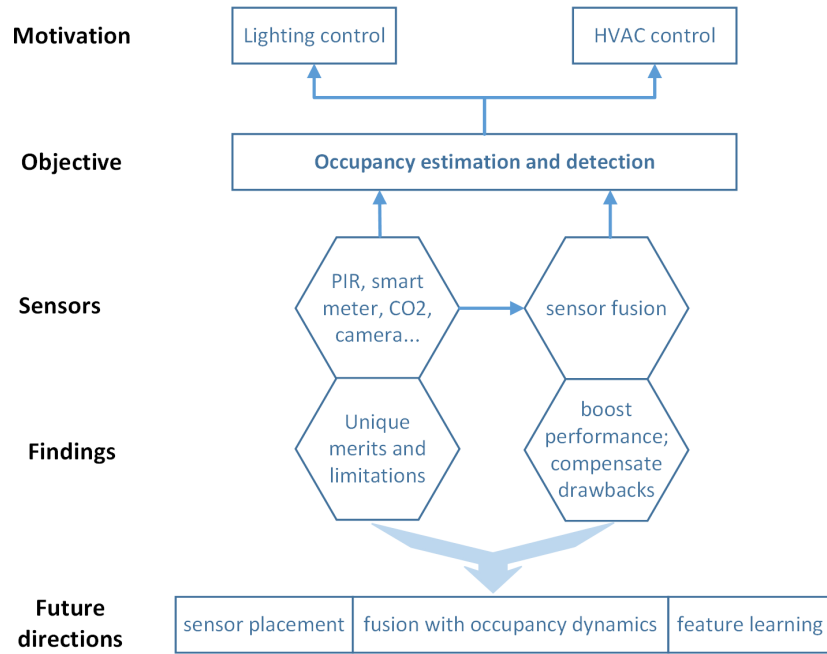 Motivation
Lighting control
HVAC control
Objective
Occupancy estimation and detection
Sensors
PIR, smart
meter, CO2,
camera...
sensor fusion
Findings
Unique
merits and
limitations
boost
performance;
compensate
drawbacks
Future
directions
sensor placement
fusion with occupancy dynamics
feature learning